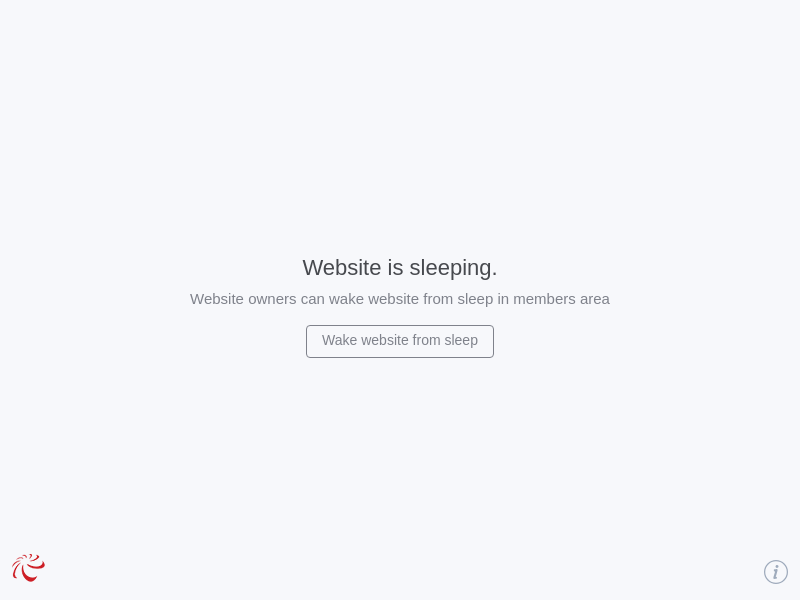 Website is sleeping.
Website owners can wake website from sleep in members area
Wake website from sleep
i